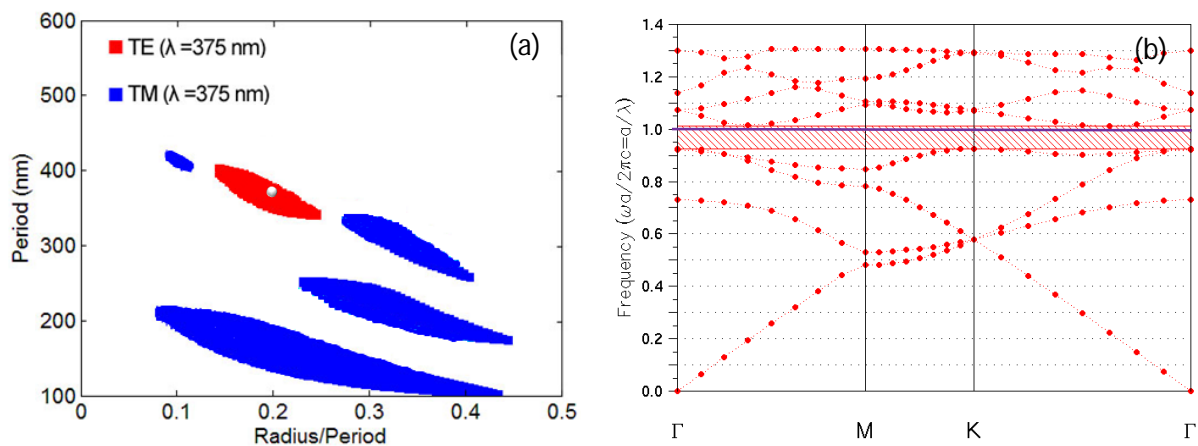 600
500
400
300
200
100
Period (nm)
TE (λ =375 nm)
TM (λ =375 nm)
(a)
0
0.1
0.2
0.3
0.4
0.5
Radius/Period
1.4
1.2
1.0
0.8
0.6
0.4
0.2
0.0
Frequency (ωa/2πc=a/λ)
(b)
Γ
M
K
Γ